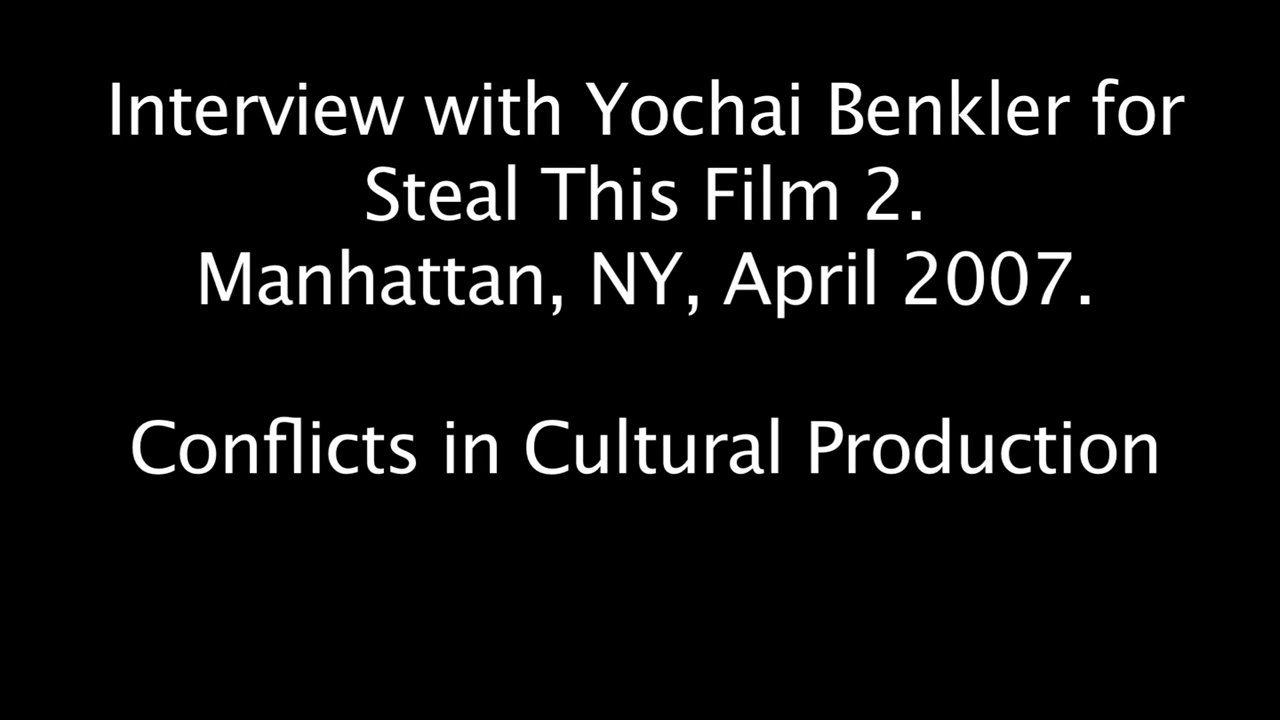 Interview with Yochai Benkler for
Steal This Film 2.
Manhattan, NY, April 2007.
Conflicts in Cultural Production